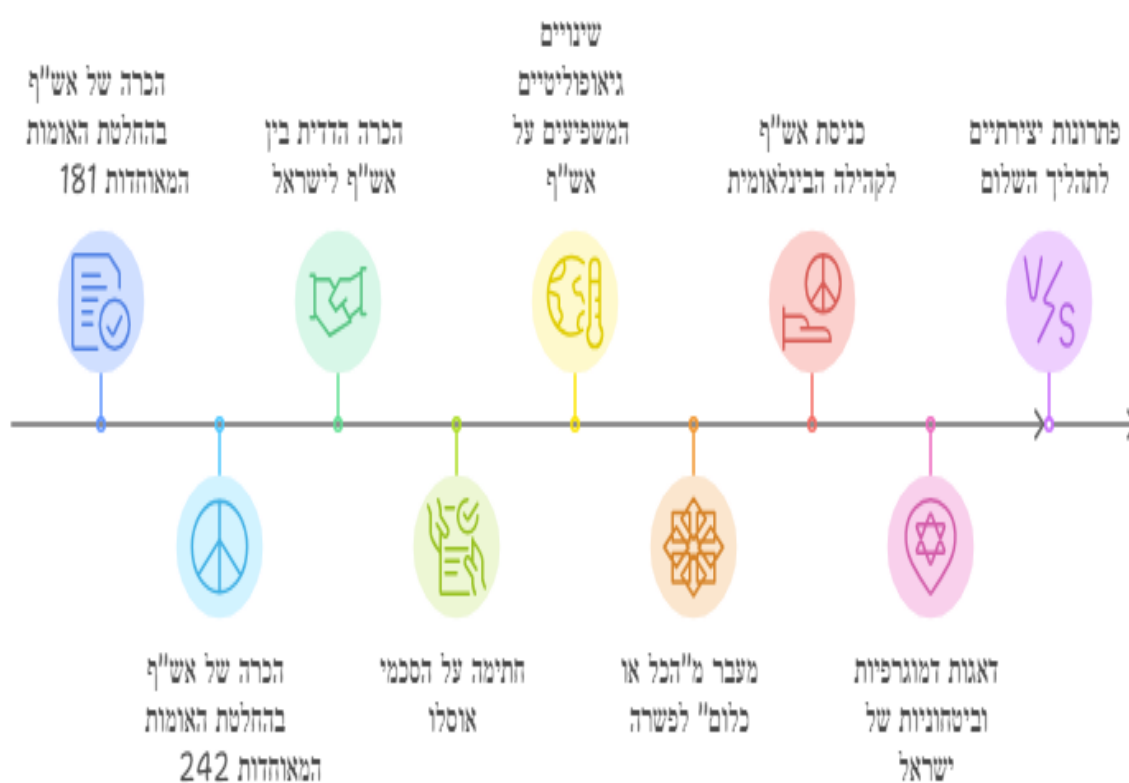 הכרה של אש"ף
בהחלטת האומות
המאוחדות 181
הכרה של אש"ף
בהחלטת האומות
המאוחדות 242
הכרה הדדית בין
אש"ף לישראל
חתימה על הסכמי
אוסלו
שינויים
גיאופוליטיים
המשפיעים על
אש"ף
מעבר מ"הכל או
כלום" לפשרה
כניסת אש"ף
לקהילה הבינלאומית
דאגות דמוגרפיות
וביטחוניות של
ישראל
פתרונות יצירתיים
לתהליך השלום
V/S